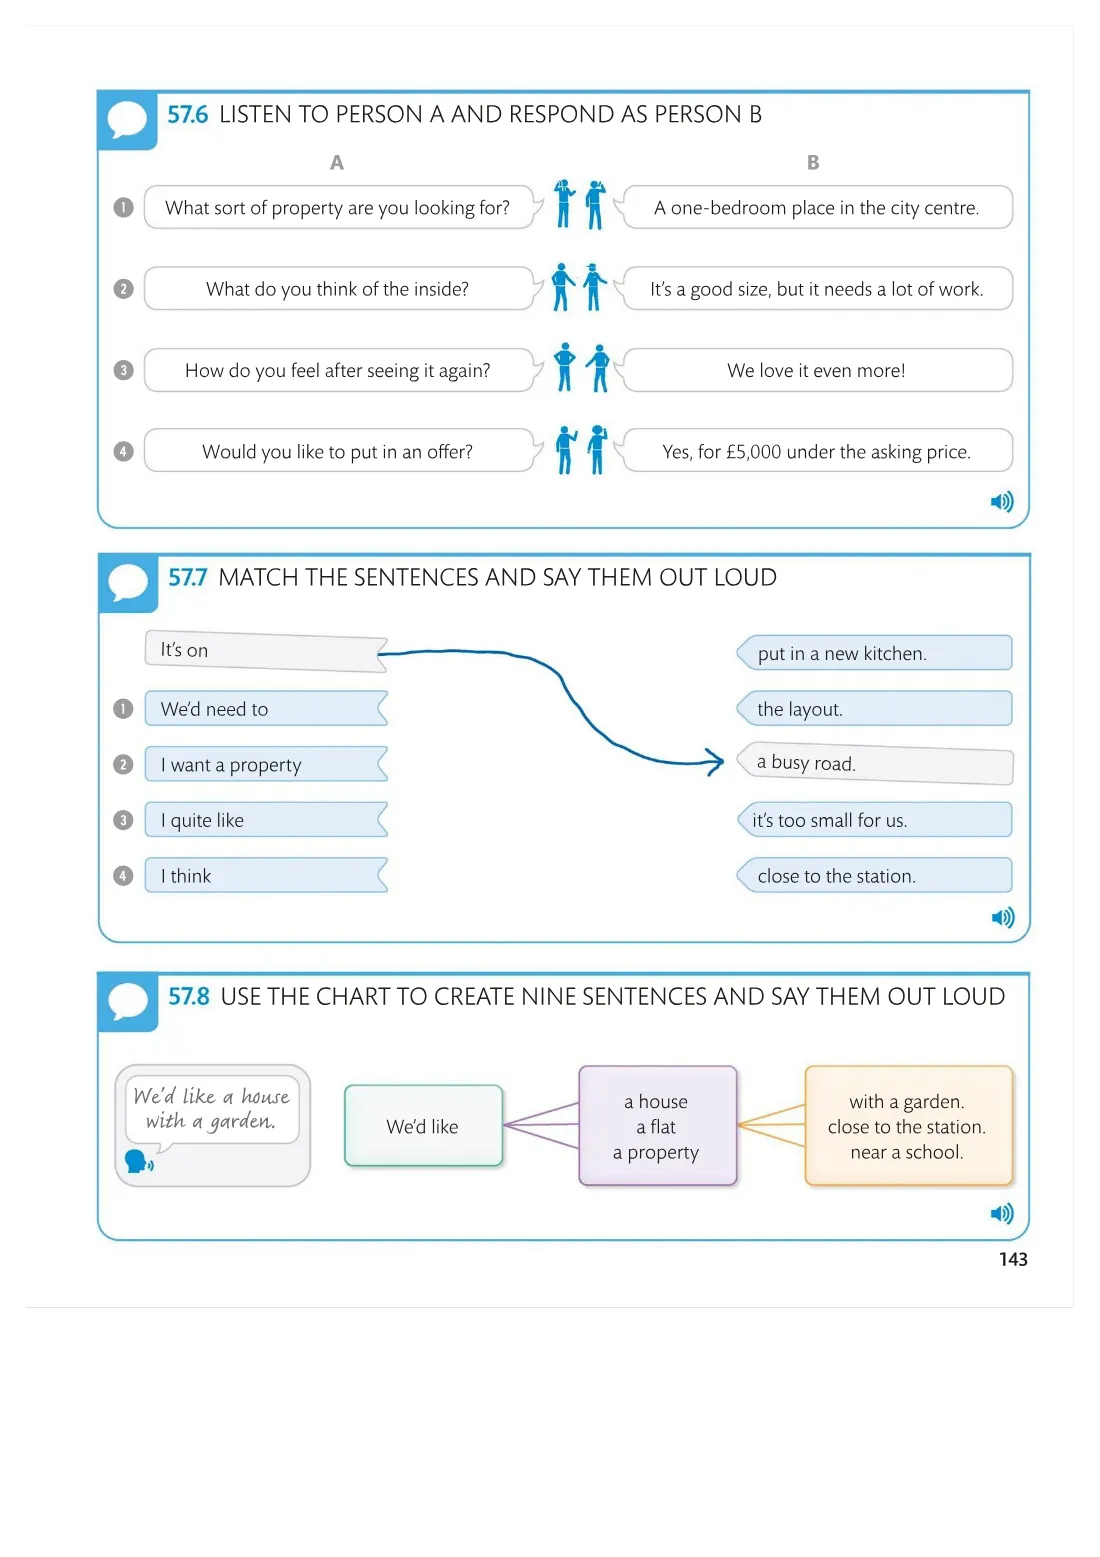 57.6 LISTEN TO PERSON A AND RESPOND AS PERSON B
A B
1 What sort of property are you looking for? A one-bedroom place in the city centre.
2 What do you think of the inside? It's a good size, but it needs a lot of work.
3 How do you feel after seeing it again? We love it even more!
4 Would you like to put in an offer? Yes, for £5,000 under the asking price.
57.7 MATCH THE SENTENCES AND SAY THEM OUT LOUD
It's on put in a new kitchen.
1 We'd need to the layout.
2 I want a property a busy road.
3 I quite like it's too small for us.
4 I think close to the station.
57.8 USE THE CHART TO CREATE NINE SENTENCES AND SAY THEM OUT LOUD
We'd like a house
with a garden.
We'd like
a house
a flat
a property
with a garden.
close to the station.
near a school.
143